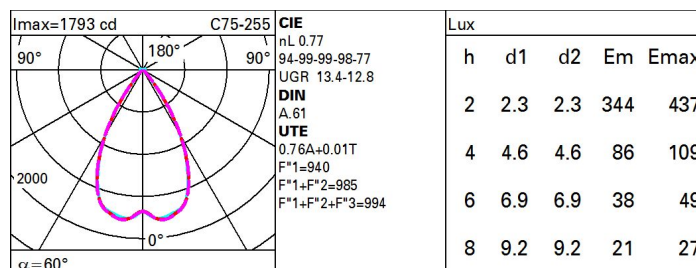 Imax=1793 cd C75-255
90° 180° 90°
2000
0°
α=60°
CIE
nL 0.77
94-99-99-98-77
UGR 13.4-12.8
DIN
A.61
UTE
0.76A+0.01T
F"1=940
F"1+F"2=985
F"1+F"2+F"3=994
Lux
h d1 d2 Em Emax
2 2.3 2.3 344 437
4 4.6 4.6 86 109
6 6.9 6.9 38 49
8 9.2 9.2 21 27